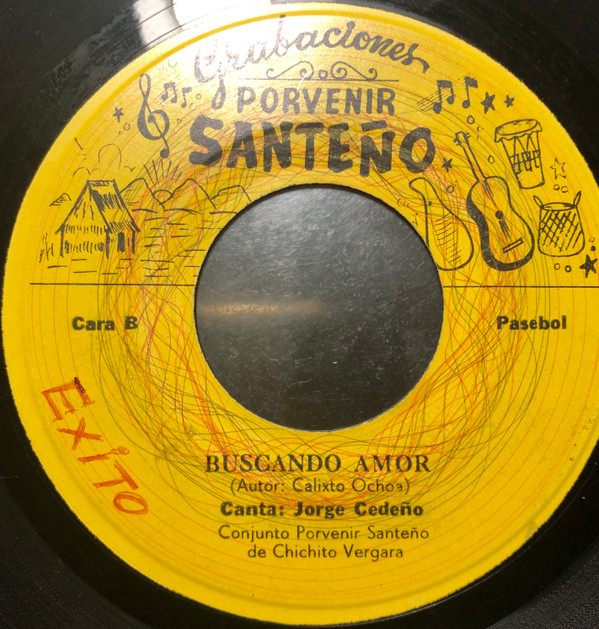 Grabaciones
PORVENIR
SANTEÑO
Cara B
Pasebol
EXITO
BUSCANDO AMOR
(Autor: Calixto Ochoa)
Canta: Jorge Cedeño
Conjunto Porvenir Santeño
de Chichito Vergara